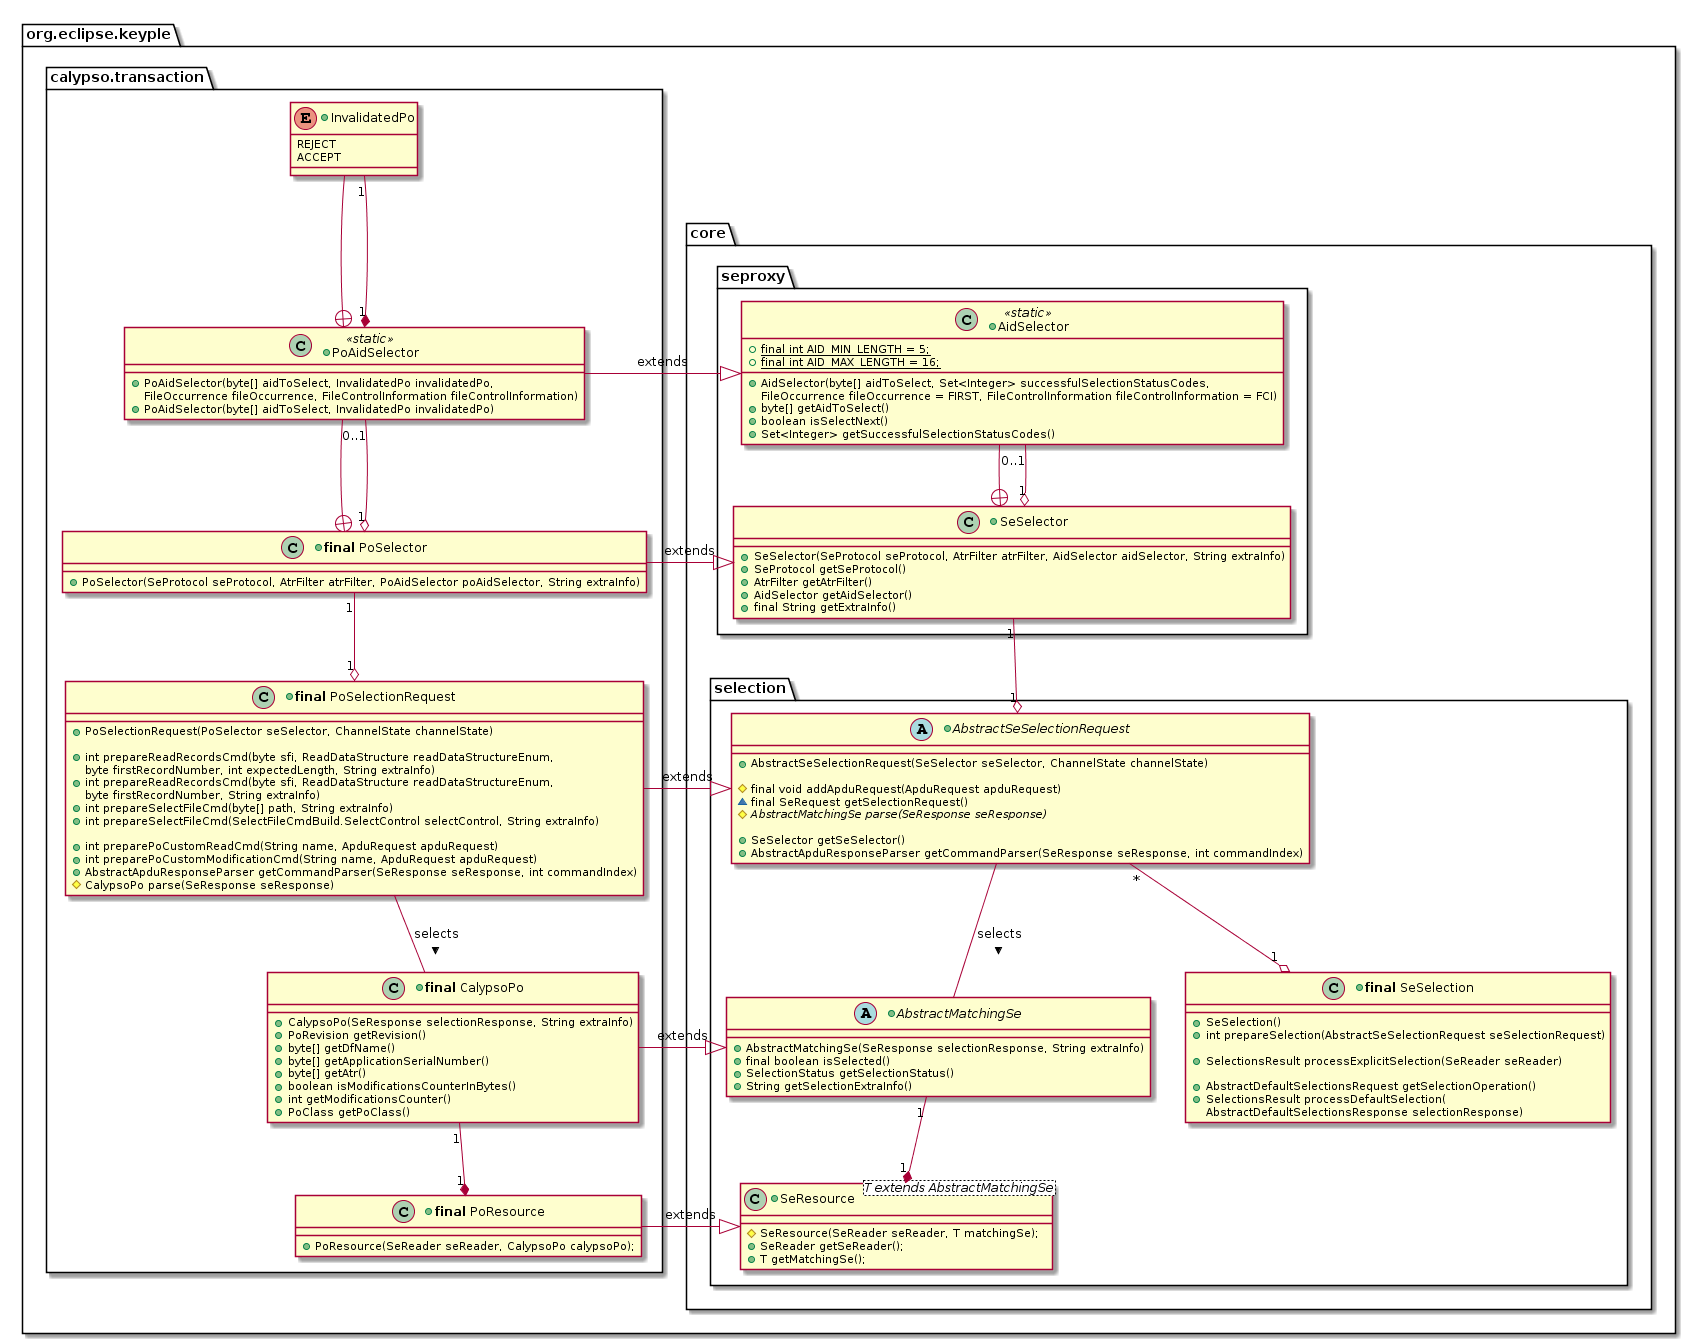 org.eclipse.keyple
calypso.transaction
E InvalidatedPo
REJECT
ACCEPT
1
1
C «static»
PoAidSelector
PoAidSelector(byte[] aidToSelect, InvalidatedPo invalidatedPo,
FileOccurrence fileOccurrence, FileControlInformation fileControlInformation)
PoAidSelector(byte[] aidToSelect, InvalidatedPo invalidatedPo)
extends
0..1
1
C final PoSelector
PoSelector(SeProtocol seProtocol, AtrFilter atrFilter, PoAidSelector poAidSelector, String extraInfo)
extends
1
1
C final PoSelectionRequest
PoSelectionRequest(PoSelector seSelector, ChannelState channelState)
int prepareReadRecordsCmd(byte sfi, ReadDataStructure readDataStructureEnum,
byte firstRecordNumber, int expectedLength, String extraInfo)
int prepareReadRecordsCmd(byte sfi, ReadDataStructure readDataStructureEnum,
byte firstRecordNumber, String extraInfo)
int prepareSelectFileCmd(byte[] path, String extraInfo)
int prepareSelectFileCmd(SelectFileCmdBuild.SelectControl selectControl, String extraInfo)
int preparePoCustomReadCmd(String name, ApduRequest apduRequest)
int preparePoCustomModificationCmd(String name, ApduRequest apduRequest)
AbstractApduResponseParser getCommandParser(SeResponse seResponse, int commandIndex)
CalypsoPo parse(SeResponse seResponse)
extends
selects
C final CalypsoPo
CalypsoPo(SeResponse selectionResponse, String extraInfo)
PoRevision getRevision()
byte[] getDfName()
byte[] getApplicationSerialNumber()
byte[] getAtr()
boolean isModificationsCounterInBytes()
int getModificationsCounter()
PoClass getPoClass()
extends
1
1
C final PoResource
PoResource(SeReader seReader, CalypsoPo calypsoPo);
extends
core
seproxy
C «static»
AidSelector
final int AID_MIN_LENGTH = 5;
final int AID_MAX_LENGTH = 16;
AidSelector(byte[] aidToSelect, Set<Integer> successfulSelectionStatusCodes,
FileOccurrence fileOccurrence = FIRST, FileControlInformation fileControlInformation = FCI)
byte[] getAidToSelect()
boolean isSelectNext()
Set<Integer> getSuccessfulSelectionStatusCodes()
0..1
1
C SeSelector
SeSelector(SeProtocol seProtocol, AtrFilter atrFilter, AidSelector aidSelector, String extraInfo)
SeProtocol getSeProtocol()
AtrFilter getAtrFilter()
AidSelector getAidSelector()
final String getExtraInfo()
1
1
selection
A AbstractSeSelectionRequest
AbstractSeSelectionRequest(SeSelector seSelector, ChannelState channelState)
final void addApduRequest(ApduRequest apduRequest)
final SeRequest getSelectionRequest()
AbstractMatchingSe parse(SeResponse seResponse)
SeSelector getSeSelector()
AbstractApduResponseParser getCommandParser(SeResponse seResponse, int commandIndex)
*
1
selects
A AbstractMatchingSe
AbstractMatchingSe(SeResponse selectionResponse, String extraInfo)
final boolean isSelected()
SelectionStatus getSelectionStatus()
String getSelectionExtraInfo()
C final SeSelection
SeSelection()
int prepareSelection(AbstractSeSelectionRequest seSelectionRequest)
SelectionsResult processExplicitSelection(SeReader seReader)
AbstractDefaultSelectionsRequest getSelectionOperation()
SelectionsResult processDefaultSelection(
AbstractDefaultSelectionsResponse selectionResponse)
1
1
T extends AbstractMatchingSe
C SeResource
SeResource(SeReader seReader, T matchingSe);
SeReader getSeReader();
T getMatchingSe();